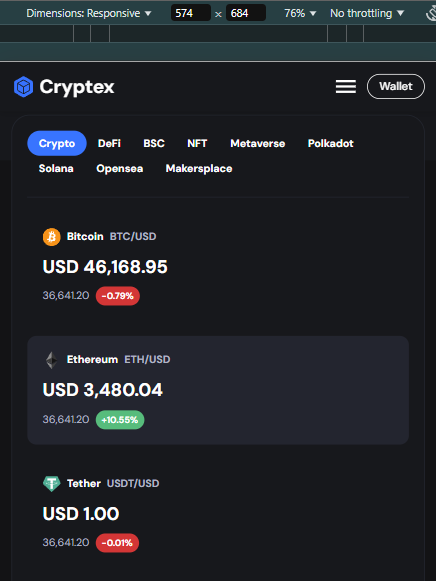 Dimensions: Responsive ▼ 574 x 684 76% ▼ No throttling ▼
Cryptex Wallet
Crypto DeFi BSC NFT Metaverse Polkadot
Solana Opensea Makersplace
Bitcoin BTC/USD
USD 46,168.95
36,641.20 -0.79%
Ethereum ETH/USD
USD 3,480.04
36,641.20 +10.55%
Tether USDT/USD
USD 1.00
36,641.20 -0.01%